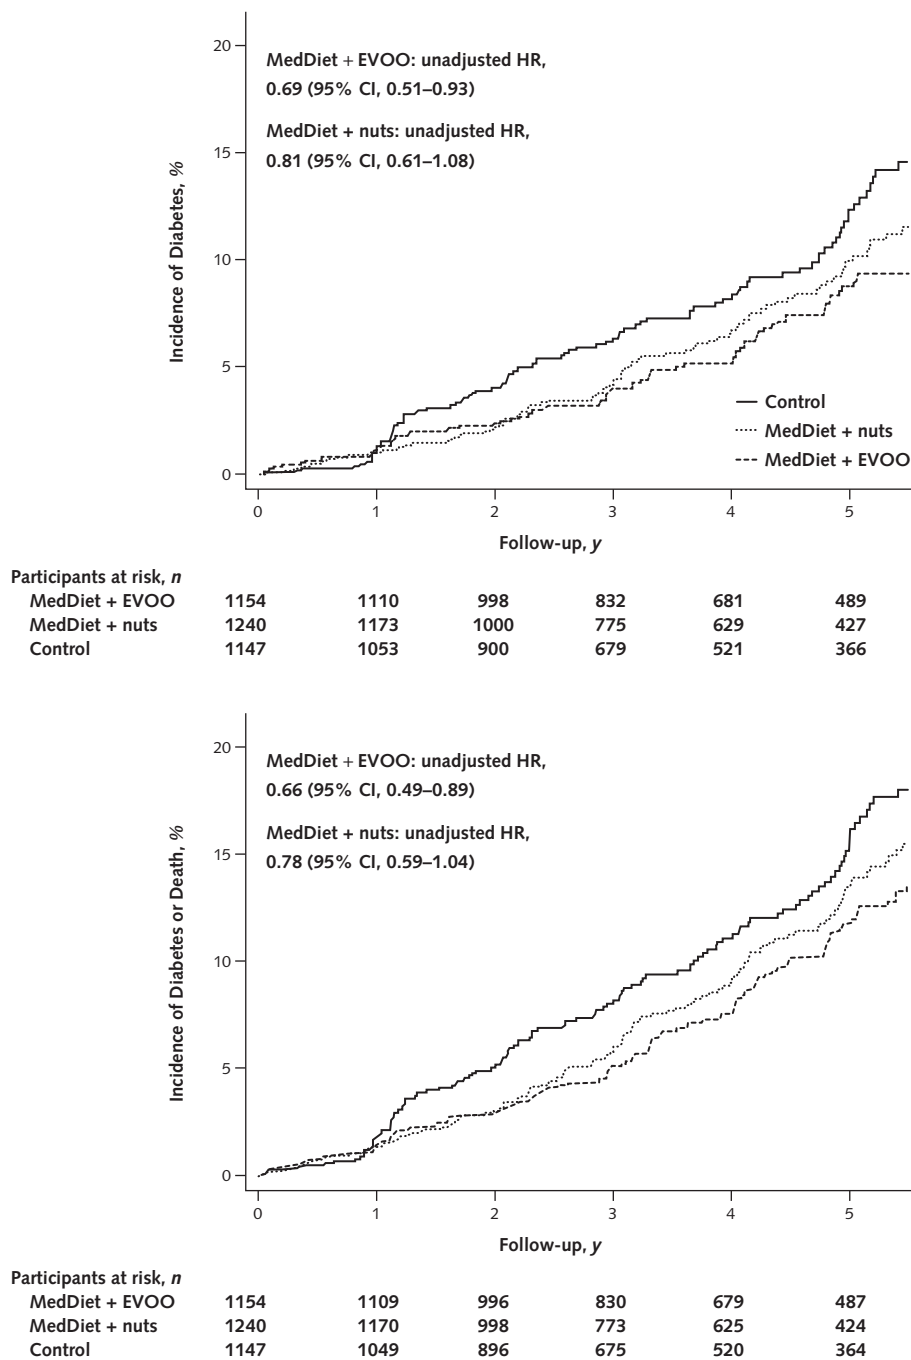 20
MedDiet + EVOO: unadjusted HR,
0.69 (95% CI, 0.51–0.93)
MedDiet + nuts: unadjusted HR,
0.81 (95% CI, 0.61–1.08)
15
Incidence of Diabetes, %
10
5
0
Control
MedDiet + nuts
MedDiet + EVOO
0 1 2 3 4 5
Follow-up, y
Participants at risk, n
MedDiet + EVOO 1154 1110 998 832 681 489
MedDiet + nuts 1240 1173 1000 775 629 427
Control 1147 1053 900 679 521 366
20
MedDiet + EVOO: unadjusted HR,
0.66 (95% CI, 0.49–0.89)
MedDiet + nuts: unadjusted HR,
0.78 (95% CI, 0.59–1.04)
15
Incidence of Diabetes or Death, %
10
5
0
0 1 2 3 4 5
Follow-up, y
Participants at risk, n
MedDiet + EVOO 1154 1109 996 830 679 487
MedDiet + nuts 1240 1170 998 773 625 424
Control 1147 1049 896 675 520 364